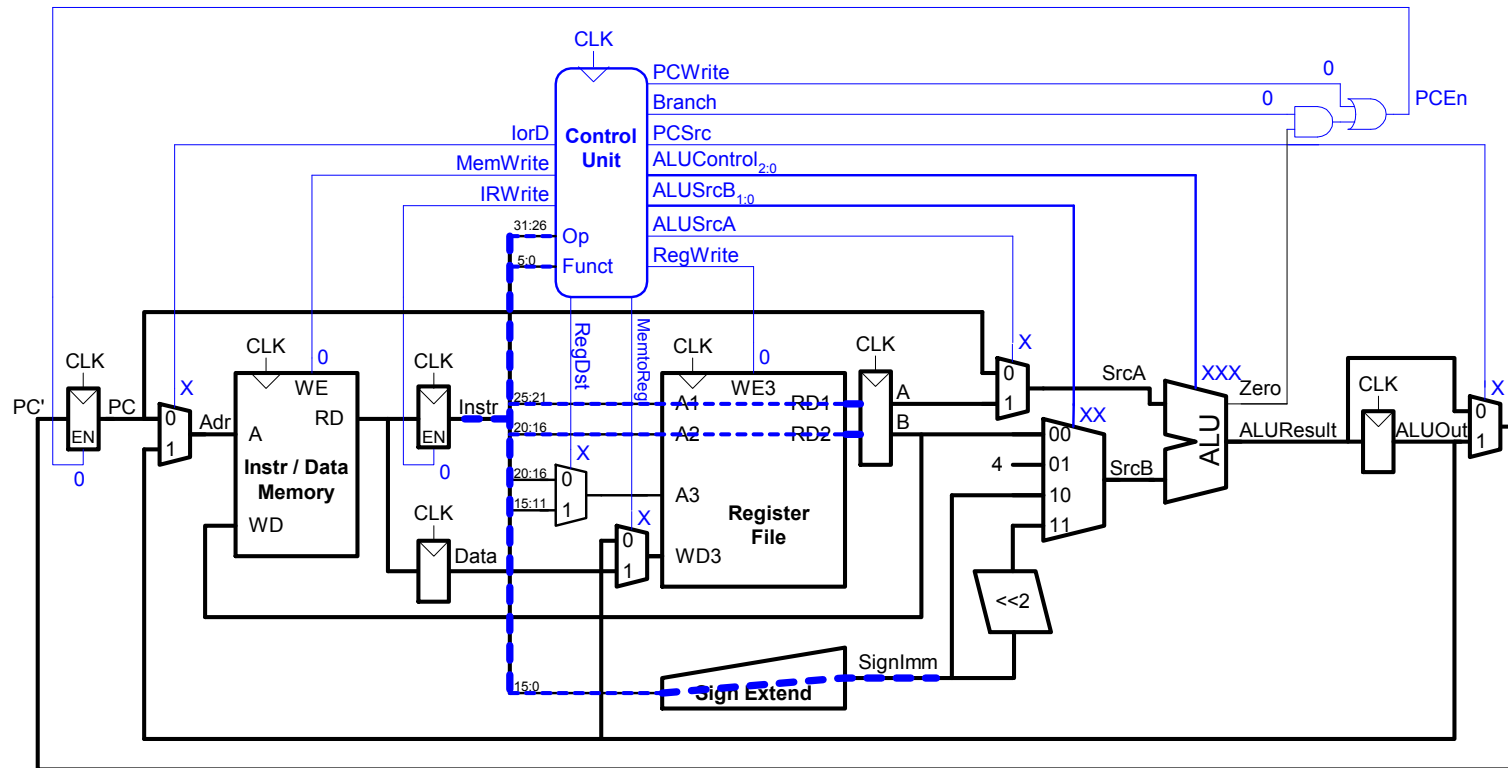 CLK
PCWrite 0
Branch 0 PCEn
IorD Control Unit PCSrc
MemWrite ALUControl2:0
IRWrite ALUSrcB1:0
31:26 Op ALUSrcA
5:0 Funct RegWrite
RegDst MemtoReg
CLK CLK CLK CLK CLK X
X 0 0 0 XXX Zero CLK X
PC' EN PC 0 1 Adr WE RD A EN Instr 25:21 A1 WE3 RD1 A 0 1 SrcA
20:16 A2 RD2 B XX 00 ALU ALUResult ALUOut 0 1
0 Instr / Data Memory 0 X 4 01 SrcB
20:16 0 10
15:11 1 A3 11
WD CLK X Register File
Data 0 1 WD3
<<2
SignImm
15:0 Sign Extend